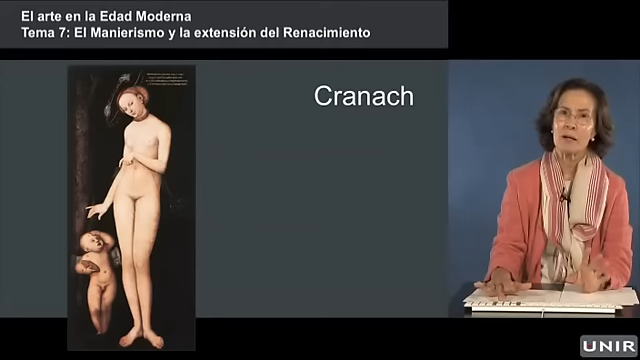 El arte en la Edad Moderna
Tema 7: El Manierismo y la extensión del Renacimiento
Cranach
UNIR